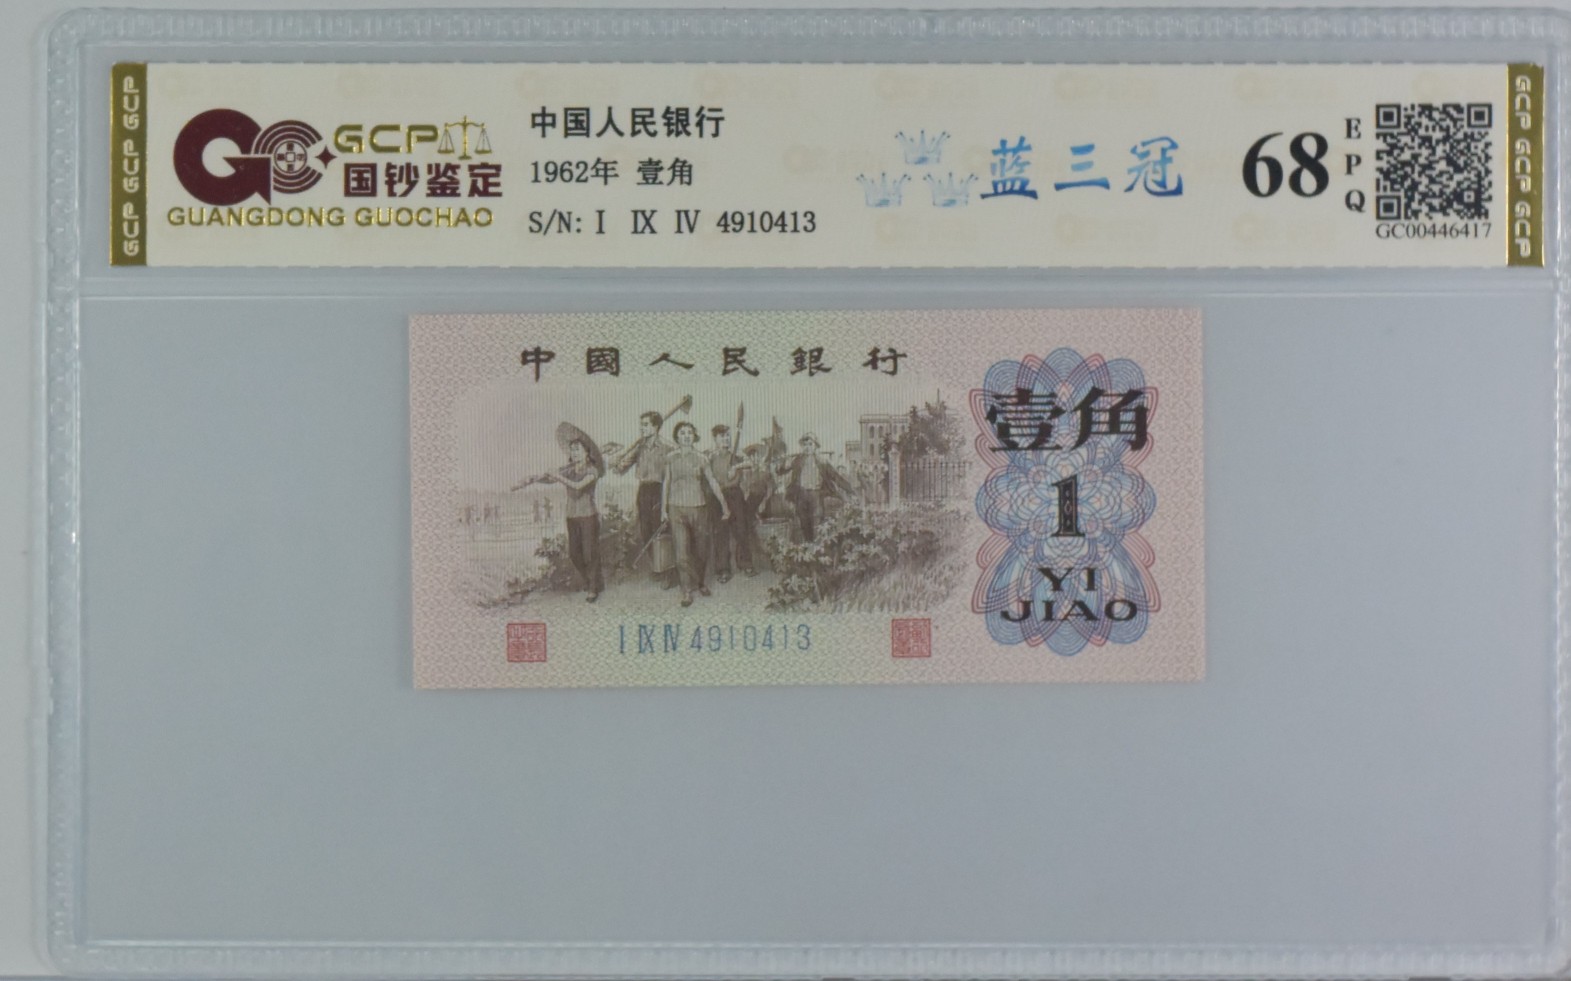 GCP GCP GCP
GCP
国钞鉴定
GUANGDONG GUOCHAO
中国人民银行
1962年 壹角
S/N: I IX IV 4910413
蓝三冠
68
EPQ
GC00446417
GCP GCP GCP
中國人民銀行
壹角
1
YI
JIAO
I IX IV 4910413